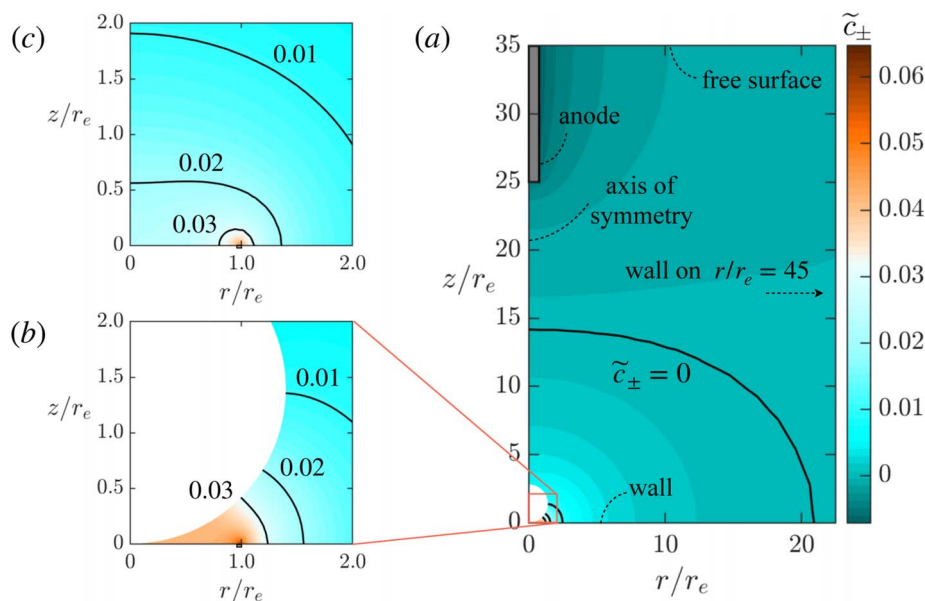 (c)
2.0
1.5
z/r_e
1.0
0.5
0
0.01
0.02
0.03
0
1.0
2.0
r/r_e
(b)
2.0
1.5
z/r_e
1.0
0.5
0
0.01
0.02
0.03
0
1.0
2.0
r/r_e
(a)
35
30
25
20
z/r_e
15
10
5
0
free surface
anode
axis of
symmetry
wall on r/r_e = 45
c̃± = 0
wall
0
10
20
r/r_e
c̃±
0.06
0.05
0.04
0.03
0.02
0.01
0